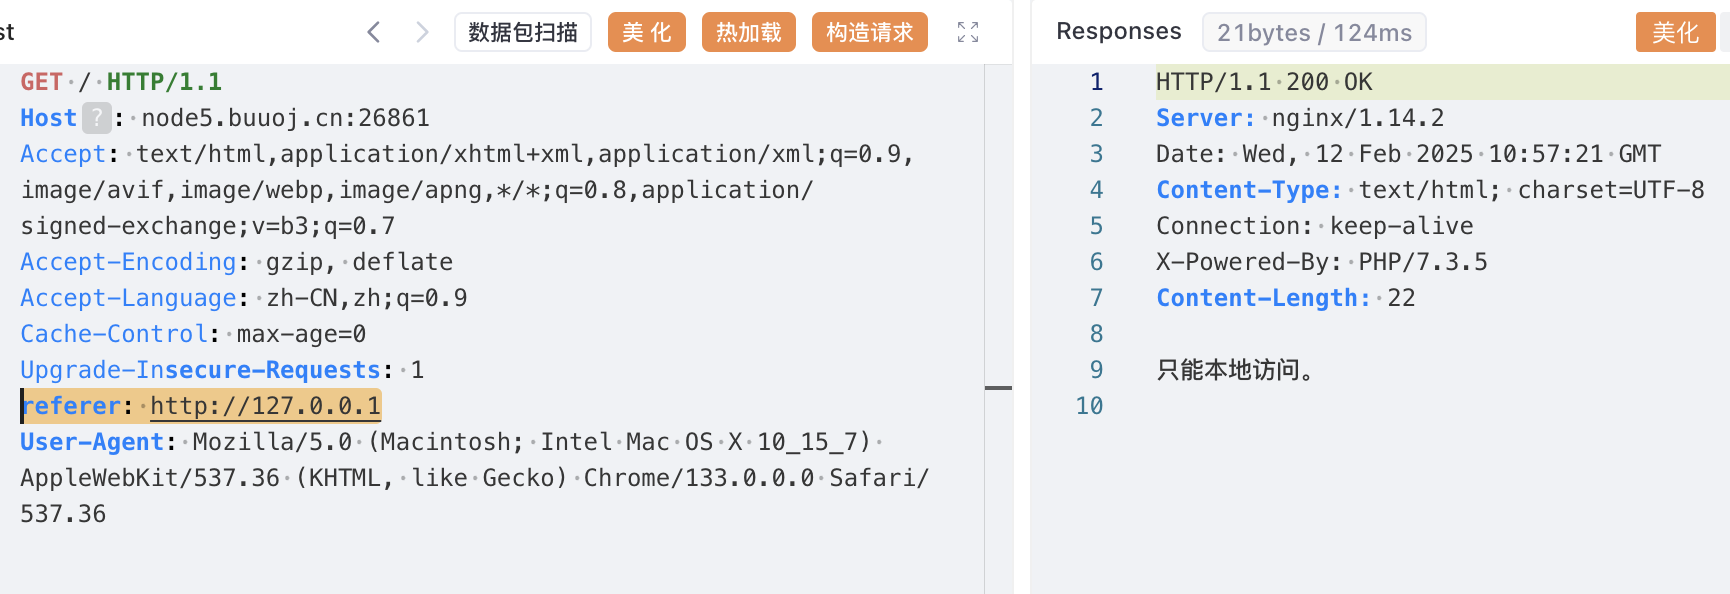 st
数据包扫描
美 化
热加载
构造请求
GET / HTTP/1.1
Host ? : node5.buuoj.cn:26861
Accept: text/html,application/xhtml+xml,application/xml;q=0.9,
image/avif,image/webp,image/apng,*/*;q=0.8,application/
signed-exchange;v=b3;q=0.7
Accept-Encoding: gzip, deflate
Accept-Language: zh-CN,zh;q=0.9
Cache-Control: max-age=0
Upgrade-Insecure-Requests: 1
referer: http://127.0.0.1
User-Agent: Mozilla/5.0 (Macintosh; Intel Mac OS X 10_15_7)
AppleWebKit/537.36 (KHTML, like Gecko) Chrome/133.0.0.0 Safari/
537.36
Responses
21bytes / 124ms
美化
1 HTTP/1.1 200 OK
2 Server: nginx/1.14.2
3 Date: Wed, 12 Feb 2025 10:57:21 GMT
4 Content-Type: text/html; charset=UTF-8
5 Connection: keep-alive
6 X-Powered-By: PHP/7.3.5
7 Content-Length: 22
8
9 只能本地访问。
10